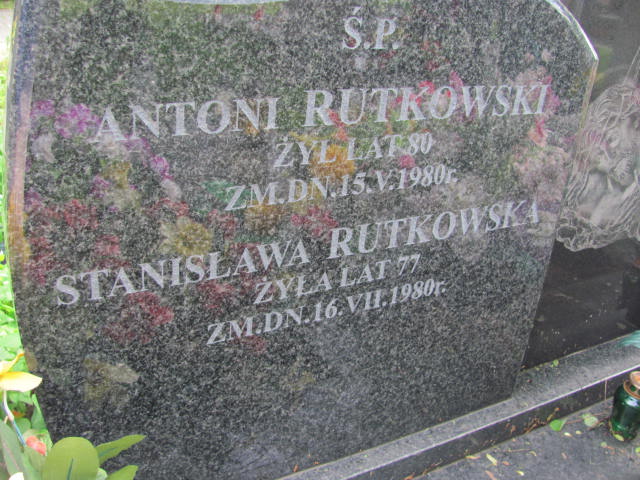 Ś.P.
ANTONI RUTKOWSKI
ŻYŁ LAT 80
ZM.DN.15.V.1980r.
STANISŁAWA RUTKOWSKA
ŻYŁA LAT 77
ZM.DN.16.VII.1980r.